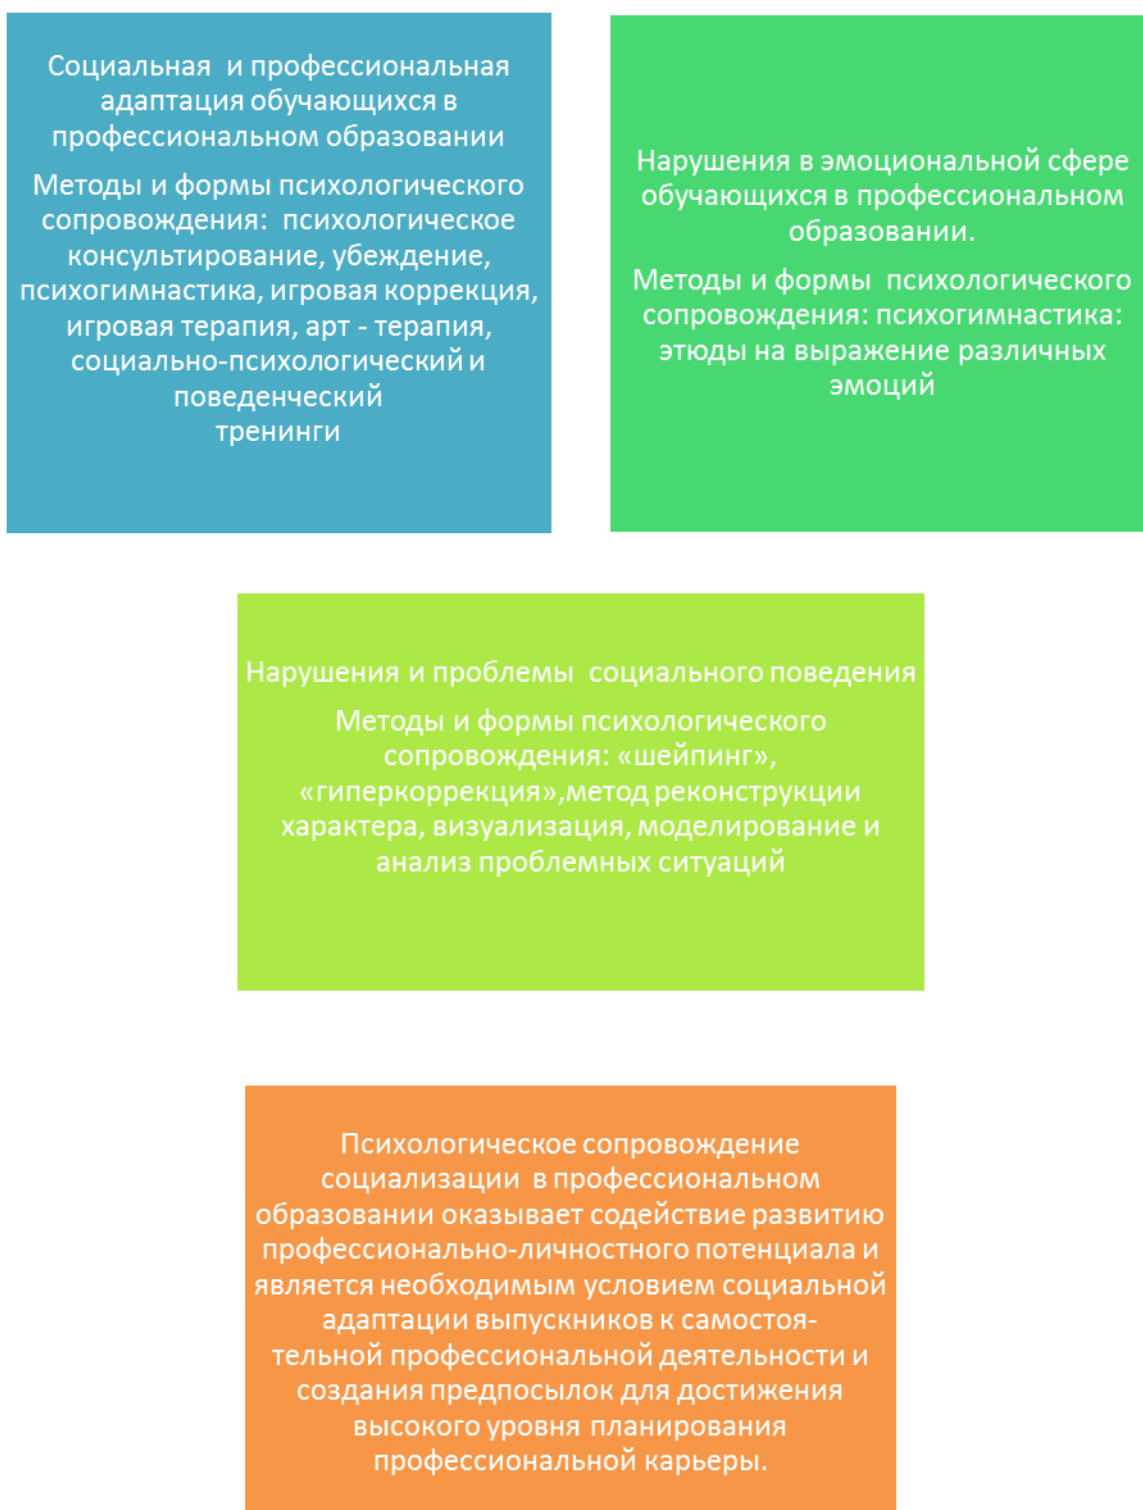 Социальная и профессиональная
адаптация обучающихся в
профессиональном образовании
Методы и формы психологического
сопровождения: психологическое
консультирование, убеждение,
психогимнастика, игровая коррекция,
игровая терапия, арт - терапия,
социально-психологический и
поведенческий
тренинги
Нарушения в эмоциональной сфере
обучающихся в профессиональном
образовании.
Методы и формы психологического
сопровождения: психогимнастика:
этюды на выражение различных
эмоций
Нарушения и проблемы социального поведения
Методы и формы психологического
сопровождения: «шейпинг»,
«гиперкоррекция»,метод реконструкции
характера, визуализация, моделирование и
анализ проблемных ситуаций
Психологическое сопровождение
социализации в профессиональном
образовании оказывает содействие развитию
профессионально-личностного потенциала и
является необходимым условием социальной
адаптации выпускников к самостоя-
тельной профессиональной деятельности и
создания предпосылок для достижения
высокого уровня планирования
профессиональной карьеры.